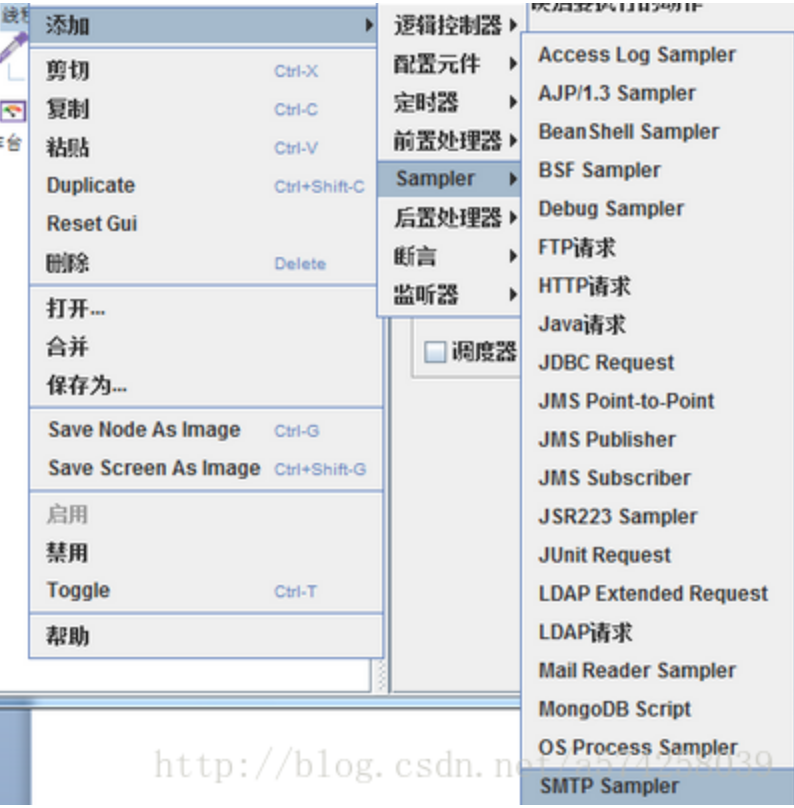 添加
剪切 Ctrl-X
复制 Ctrl-C
粘贴 Ctrl-V
Duplicate Ctrl+Shift-C
Reset Gui
删除 Delete
打开...
合并
保存为...
Save Node As Image Ctrl-G
Save Screen As Image Ctrl+Shift-G
启用
禁用
Toggle Ctrl-T
帮助
逻辑控制器
配置元件
定时器
前置处理器
Sampler
后置处理器
断言
监听器
调度器
Access Log Sampler
AJP/1.3 Sampler
BeanShell Sampler
BSF Sampler
Debug Sampler
FTP请求
HTTP请求
Java请求
JDBC Request
JMS Point-to-Point
JMS Publisher
JMS Subscriber
JSR223 Sampler
JUnit Request
LDAP Extended Request
LDAP请求
Mail Reader Sampler
MongoDB Script
OS Process Sampler
SMTP Sampler
http://blog.csdn.net/a574258039